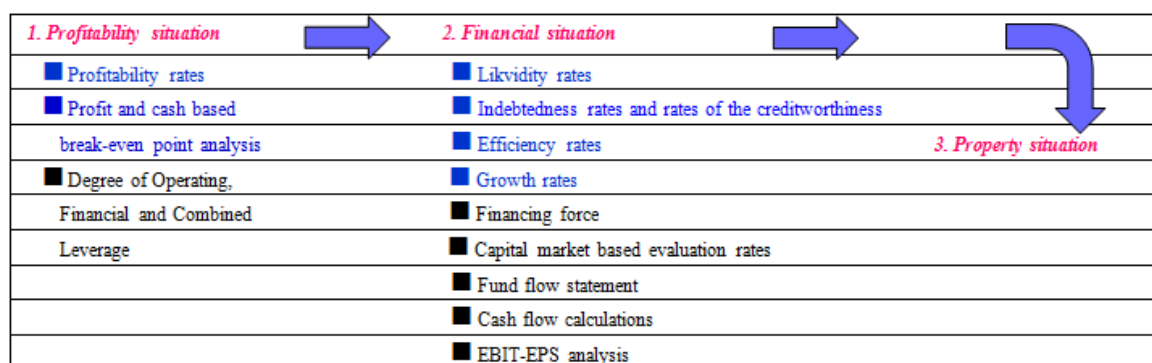 1. Profitability situation
2. Financial situation
Profitability rates
Likvidity rates
Profit and cash based
Indebtedness rates and rates of the creditworthiness
break-even point analysis
Efficiency rates
3. Property situation
Degree of Operating,
Growth rates
Financial and Combined
Financing force
Leverage
Capital market based evaluation rates
Fund flow statement
Cash flow calculations
EBIT-EPS analysis